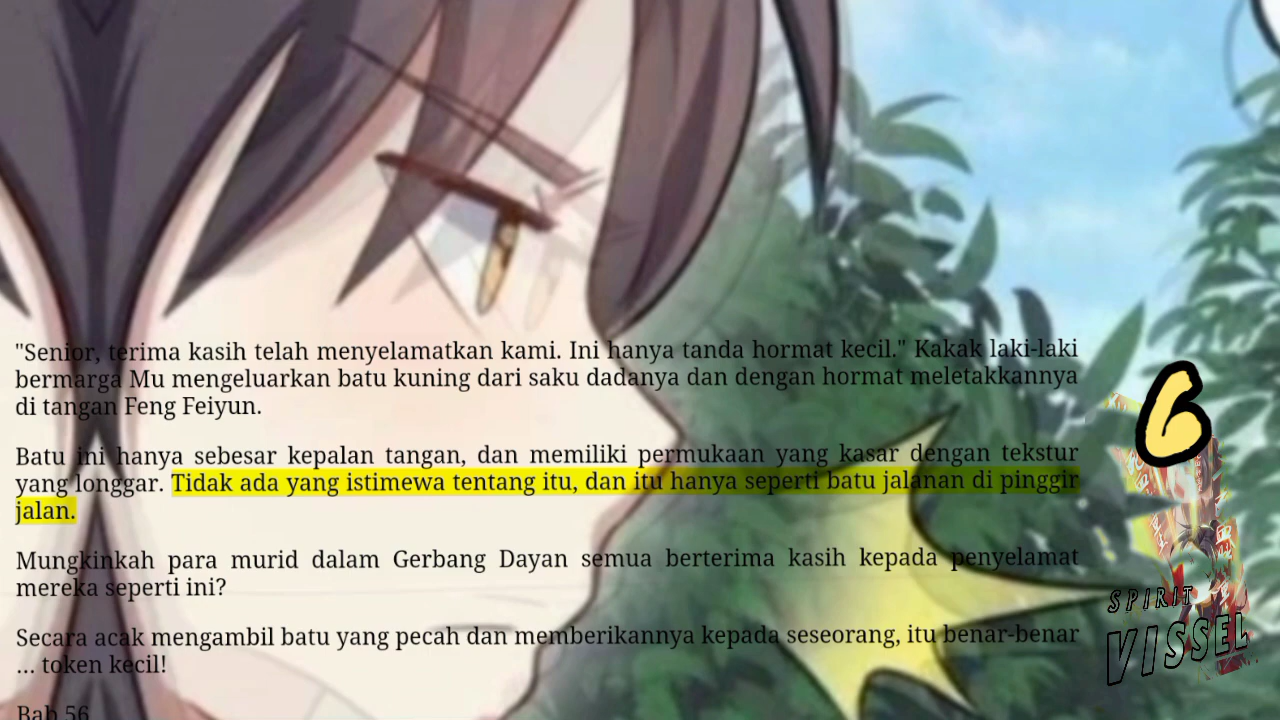 "Senior, terima kasih telah menyelamatkan kami. Ini hanya tanda hormat kecil." Kakak laki-laki
bermarga Mu mengeluarkan batu kuning dari saku dadanya dan dengan hormat meletakkannya
di tangan Feng Feiyun.
Batu ini hanya sebesar kepalan tangan, dan memiliki permukaan yang kasar dengan tekstur
yang longgar. Tidak ada yang istimewa tentang itu, dan itu hanya seperti batu jalanan di pinggir
jalan.
Mungkinkah para murid dalam Gerbang Dayan semua berterima kasih kepada penyelamat
mereka seperti ini?
Secara acak mengambil batu yang pecah dan memberikannya kepada seseorang, itu benar-benar
... token kecil!
Bab 56
6
SPIRIT
VISSEL